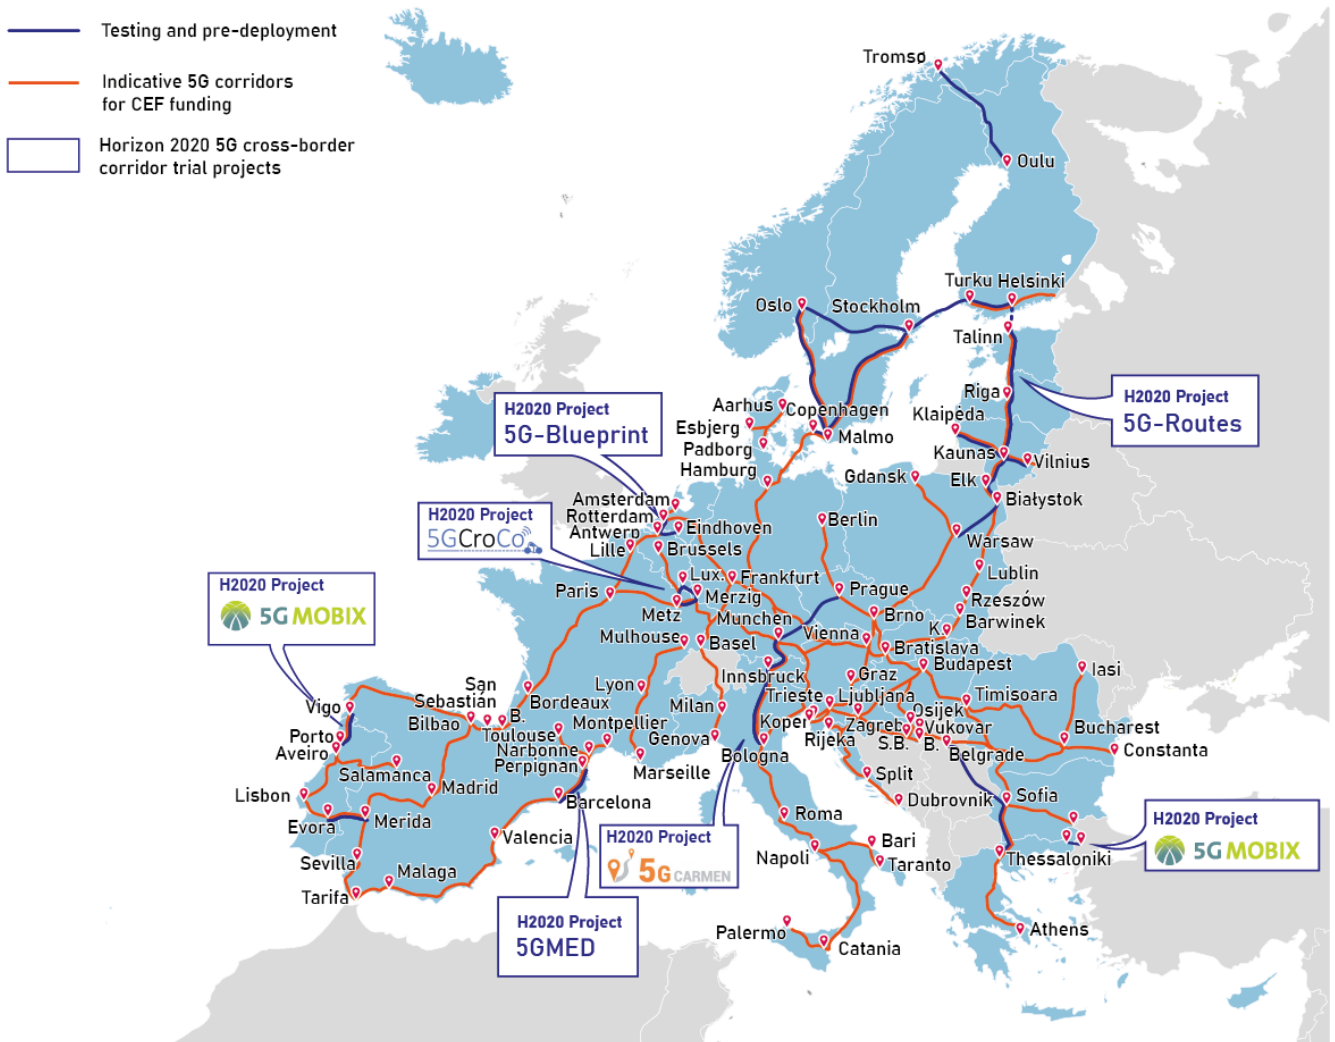 Testing and pre-deployment
Indicative 5G corridors
for CEF funding
Horizon 2020 5G cross-border
corridor trial projects
Tromsø
Oulu
Turku Helsinki
Oslo
Stockholm
Talinn
Riga
Klaipėda
Kaunas
Vilnius
Elk
Białystok
H2020 Project
5G-Routes
Aarhus
Copenhagen
Esbjerg
Malmo
Padborg
Hamburg
Gdansk
H2020 Project
5G-Blueprint
Amsterdam
Rotterdam
Antwerp
Eindhoven
Lille
Brussels
Berlin
Warsaw
H2020 Project
5GCroCo
Lux.
Frankfurt
Merzig
Metz
Paris
Prague
Lublin
Rzeszów
Barwinek
Brno
K.
H2020 Project
5G MOBIX
Mulhouse
Basel
Munchen
Vienna
Bratislava
Budapest
Iasi
Innsbruck
Graz
Lyon
Milan
Trieste
Ljubljana
Timisoara
Vigo
San
Sebastián
Bilbao
B.
Bordeaux
Toulouse
Montpellier
Narbonne
Perpignan
Genova
Marseille
Bologna
Koper
Rijeka
Zagreb
Osijek
Vukovar
S.B.
B.
Belgrade
Bucharest
Constanta
Porto
Aveiro
Salamanca
Madrid
Lisbon
Evora
Merida
Barcelona
Valencia
Sevilla
Malaga
Tarifa
Split
Dubrovnik
Sofia
Roma
Napoli
Bari
Taranto
Thessaloniki
Palermo
Catania
Athens
H2020 Project
5G CARMEN
H2020 Project
5GMED
H2020 Project
5G MOBIX